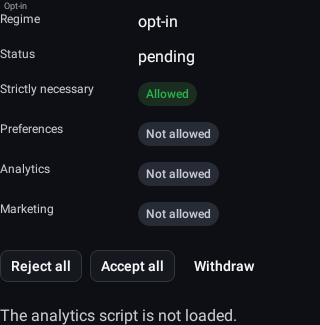 Opt-in
Regime opt-in
Status pending
Strictly necessary Allowed
Preferences Not allowed
Analytics Not allowed
Marketing Not allowed
Reject all Accept all Withdraw
The analytics script is not loaded.